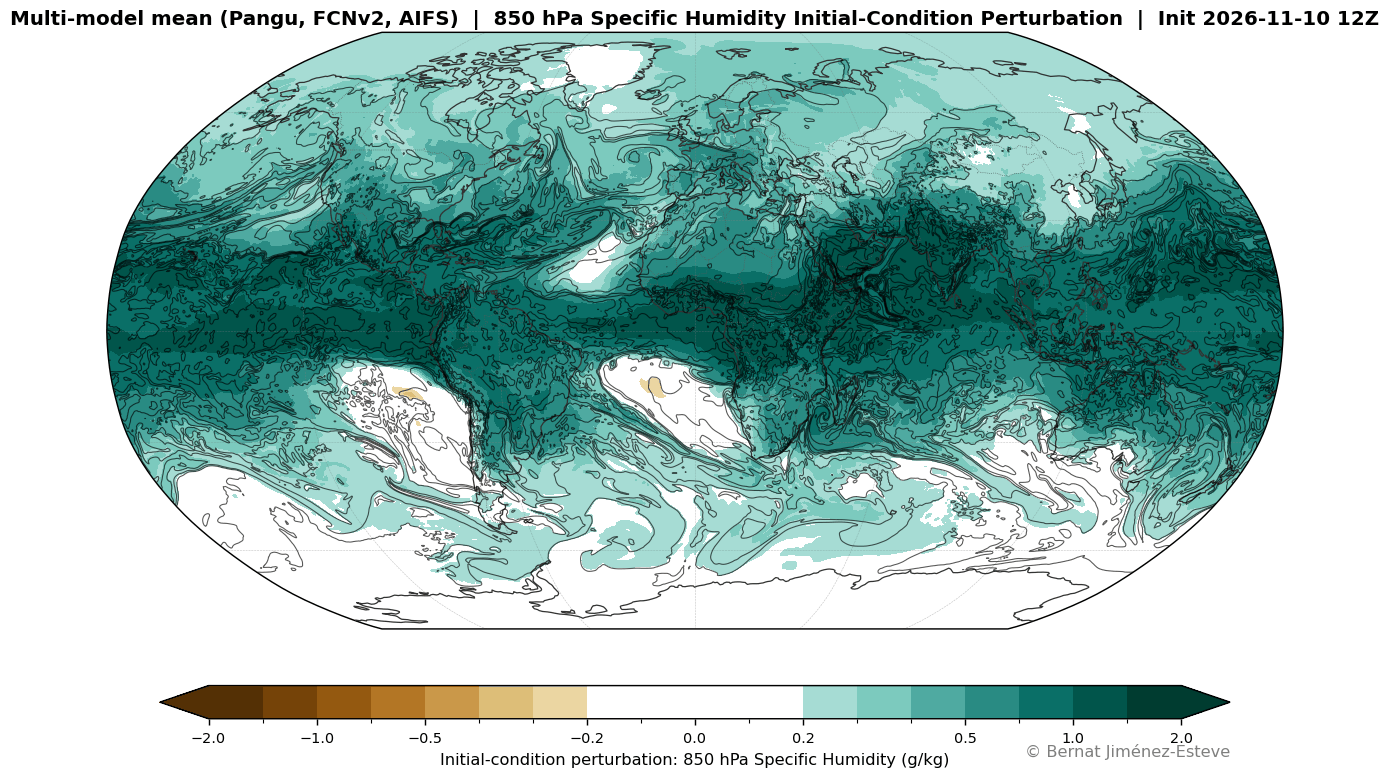 Multi-model mean (Pangu, FCNv2, AIFS) | 850 hPa Specific Humidity Initial-Condition Perturbation | Init 2026-11-10 12Z
−2.0 −1.0 −0.5 −0.2 0.0 0.2 0.5 1.0 2.0
Initial-condition perturbation: 850 hPa Specific Humidity (g/kg)
© Bernat Jiménez-Esteve